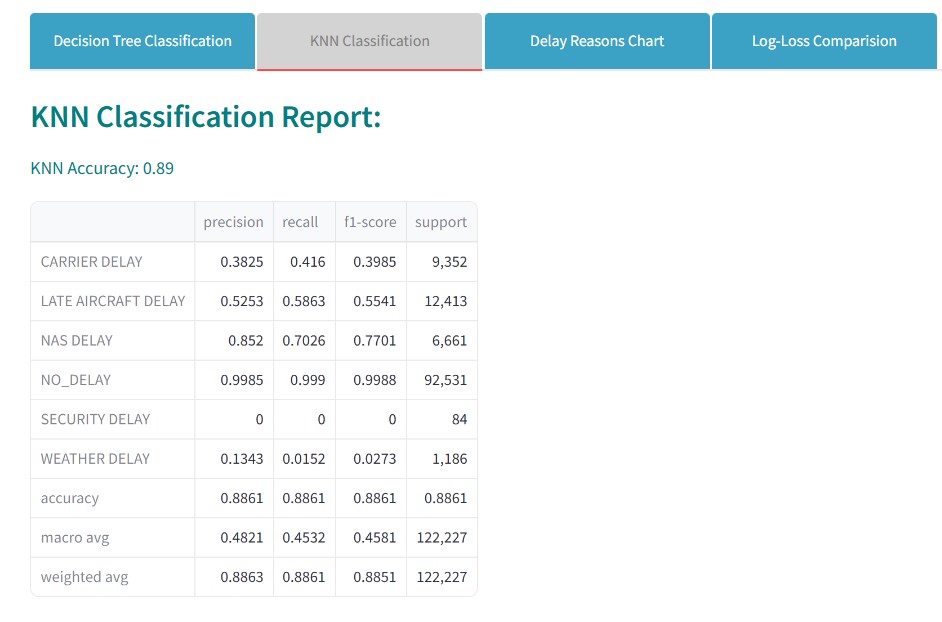 Decision Tree Classification KNN Classification Delay Reasons Chart Log-Loss Comparision
KNN Classification Report:
KNN Accuracy: 0.89
precision recall f1-score support
CARRIER DELAY 0.3825 0.416 0.3985 9,352
LATE AIRCRAFT DELAY 0.5253 0.5863 0.5541 12,413
NAS DELAY 0.852 0.7026 0.7701 6,661
NO_DELAY 0.9985 0.999 0.9988 92,531
SECURITY DELAY 0 0 0 84
WEATHER DELAY 0.1343 0.0152 0.0273 1,186
accuracy 0.8861 0.8861 0.8861 0.8861
macro avg 0.4821 0.4532 0.4581 122,227
weighted avg 0.8863 0.8861 0.8851 122,227